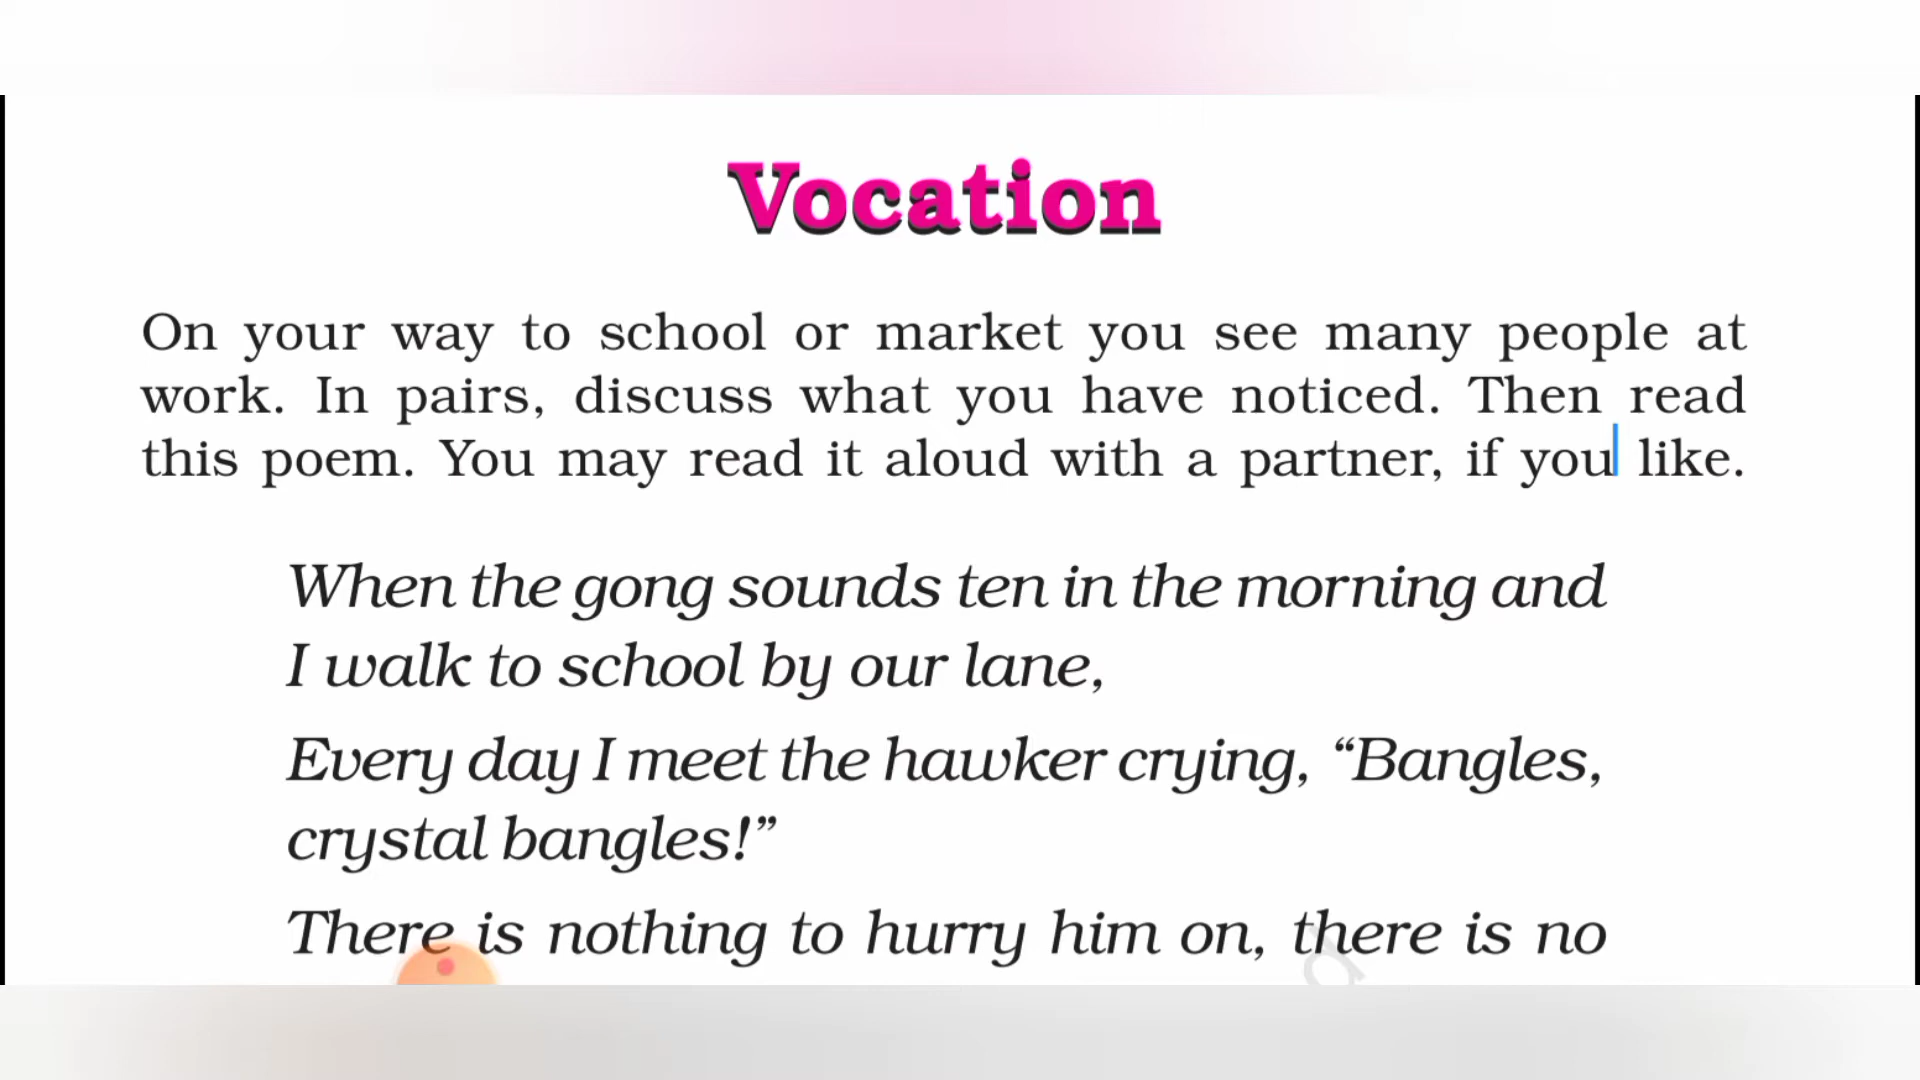 Vocation
On your way to school or market you see many people at
work. In pairs, discuss what you have noticed. Then read
this poem. You may read it aloud with a partner, if you like.
When the gong sounds ten in the morning and
I walk to school by our lane,
Every day I meet the hawker crying, “Bangles,
crystal bangles!”
There is nothing to hurry him on, there is no